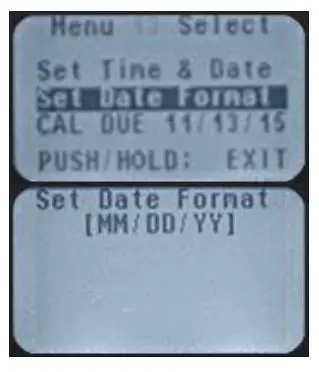 Menu Select
Set Time & Date
Set Date Format
CAL DUE 11/13/15
PUSH/HOLD: EXIT
Set Date Format
[MM/DD/YY]